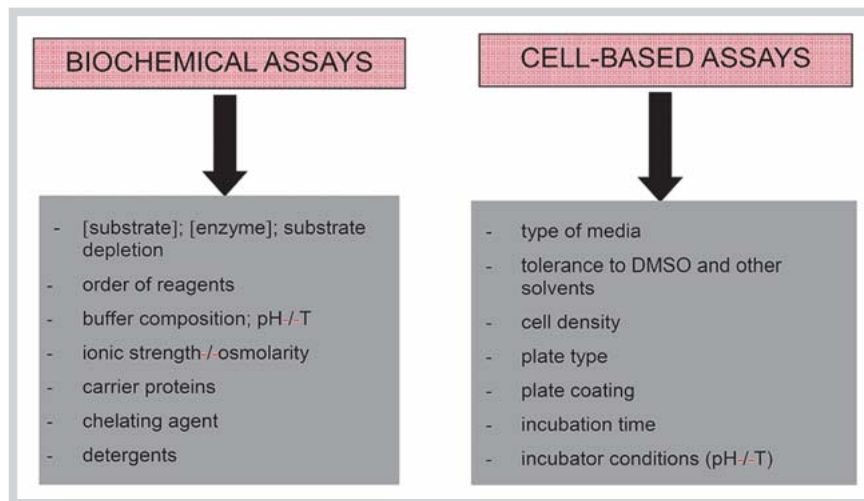 BIOCHEMICAL ASSAYS
- [substrate]; [enzyme]; substrate
depletion
- order of reagents
- buffer composition; pH-/-T
- ionic strength-/-osmolarity
- carrier proteins
- chelating agent
- detergents
CELL-BASED ASSAYS
- type of media
- tolerance to DMSO and other
solvents
- cell density
- plate type
- plate coating
- incubation time
- incubator conditions (pH-/-T)